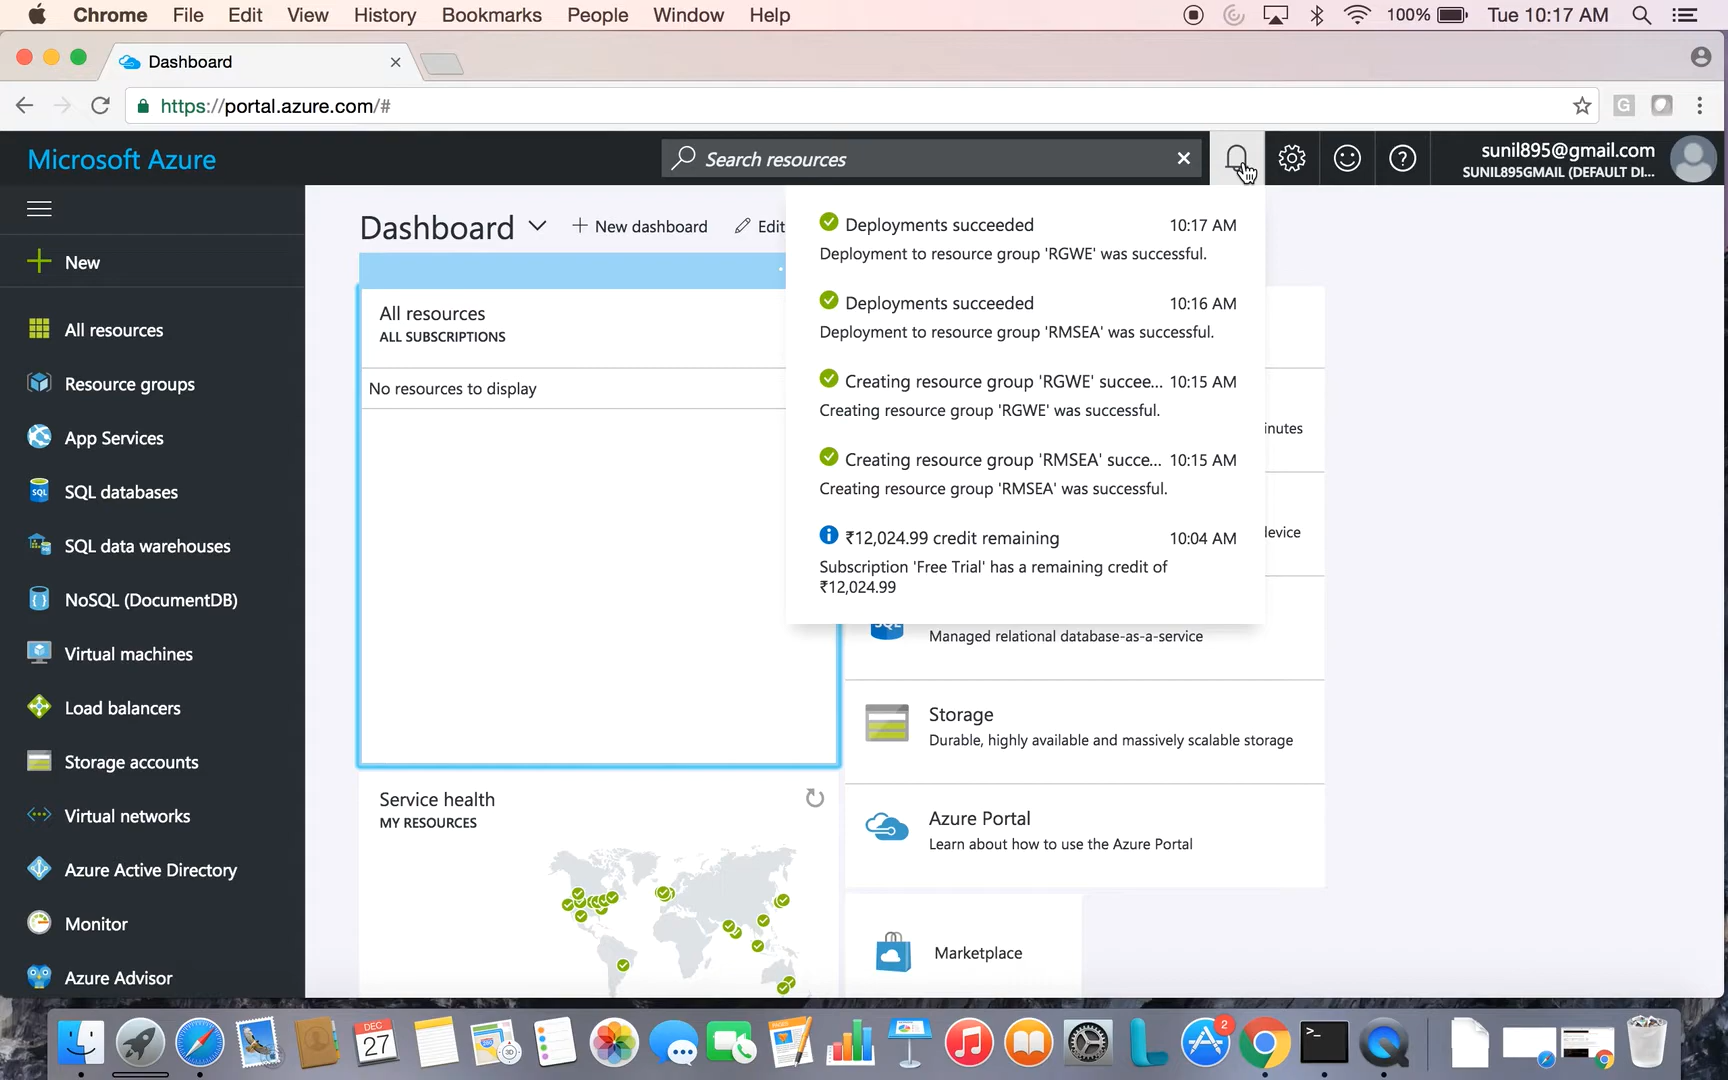 Chrome File Edit View History Bookmarks People Window Help 100% Tue 10:17 AM
Dashboard
https://portal.azure.com/#
Microsoft Azure
Search resources
sunil895@gmail.com
SUNIL895GMAIL (DEFAULT DI...
New
All resources
Resource groups
App Services
SQL databases
SQL data warehouses
NoSQL (DocumentDB)
Virtual machines
Load balancers
Storage accounts
Virtual networks
Azure Active Directory
Monitor
Azure Advisor
Dashboard New dashboard Edit
All resources
ALL SUBSCRIPTIONS
No resources to display
Service health
MY RESOURCES
Deployments succeeded 10:17 AM
Deployment to resource group 'RGWE' was successful.
Deployments succeeded 10:16 AM
Deployment to resource group 'RMSEA' was successful.
Creating resource group 'RGWE' succee... 10:15 AM
Creating resource group 'RGWE' was successful.
Creating resource group 'RMSEA' succe... 10:15 AM
Creating resource group 'RMSEA' was successful.
₹12,024.99 credit remaining 10:04 AM
Subscription 'Free Trial' has a remaining credit of
₹12,024.99
inutes
levice
SQL
Managed relational database-as-a-service
Storage
Durable, highly available and massively scalable storage
Azure Portal
Learn about how to use the Azure Portal
Marketplace
DEC
27
3D
PAGES
2